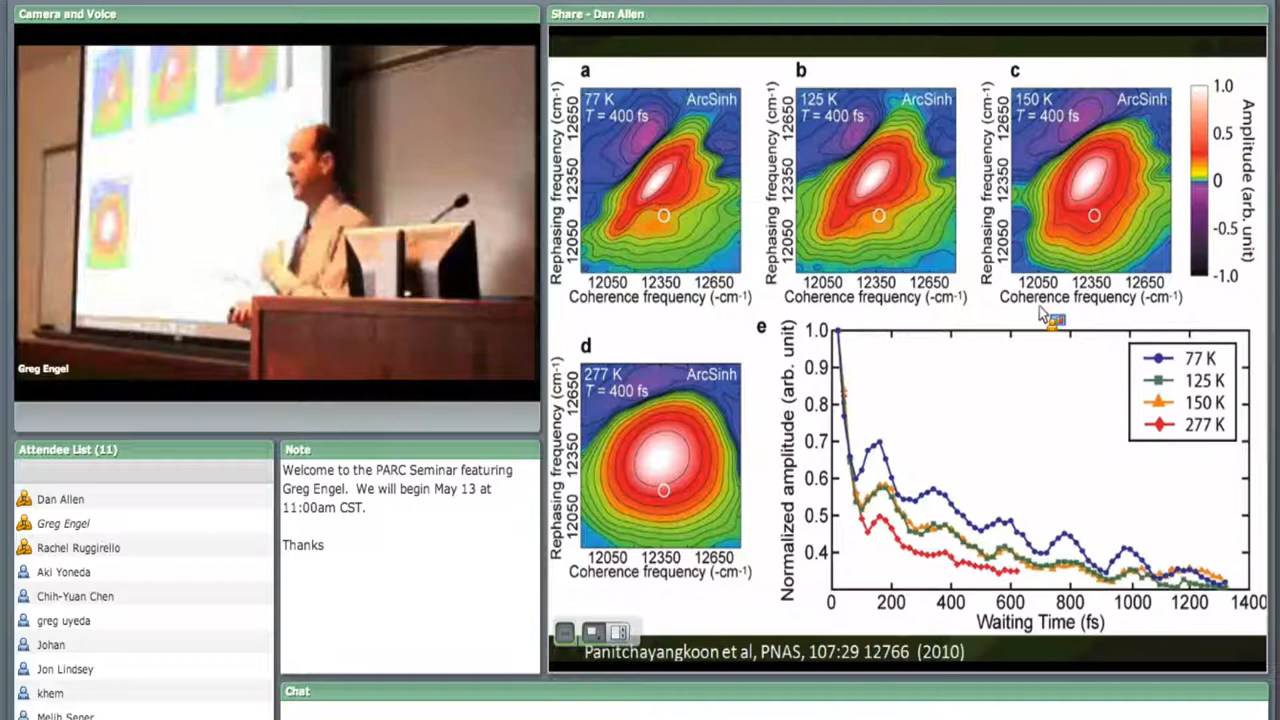 Camera and Voice
Greg Engel
Attendee List (11)
Dan Allen
Greg Engel
Rachel Ruggirello
Aki Yoneda
Chih-Yuan Chen
greg uyeda
Johan
Jon Lindsey
khem
Melih Sener
Note
Welcome to the PARC Seminar featuring
Greg Engel. We will begin May 13 at
11:00am CST.
Thanks
Chat
Share - Dan Allen
a
77 K
ArcSinh
T = 400 fs
Rephasing frequency (cm-1)
12650
12350
12050
12050 12350 12650
Coherence frequency (-cm-1)
b
125 K
ArcSinh
T = 400 fs
Rephasing frequency (cm-1)
12650
12350
12050
12050 12350 12650
Coherence frequency (-cm-1)
c
150 K
ArcSinh
T = 400 fs
Rephasing frequency (cm-1)
12650
12350
12050
12050 12350 12650
Coherence frequency (-cm-1)
1.0
0.5
0
-0.5
-1.0
Amplitude (arb. unit)
d
277 K
ArcSinh
T = 400 fs
Rephasing frequency (cm-1)
12650
12350
12050
12050 12350 12650
Coherence frequency (-cm-1)
e
Normalized amplitude (arb. unit)
1.0
0.9
0.8
0.7
0.6
0.5
0.4
77 K
125 K
150 K
277 K
0 200 400 600 800 1000 1200 1400
Waiting Time (fs)
Panitchayangkoon et al, PNAS, 107:29 12766 (2010)